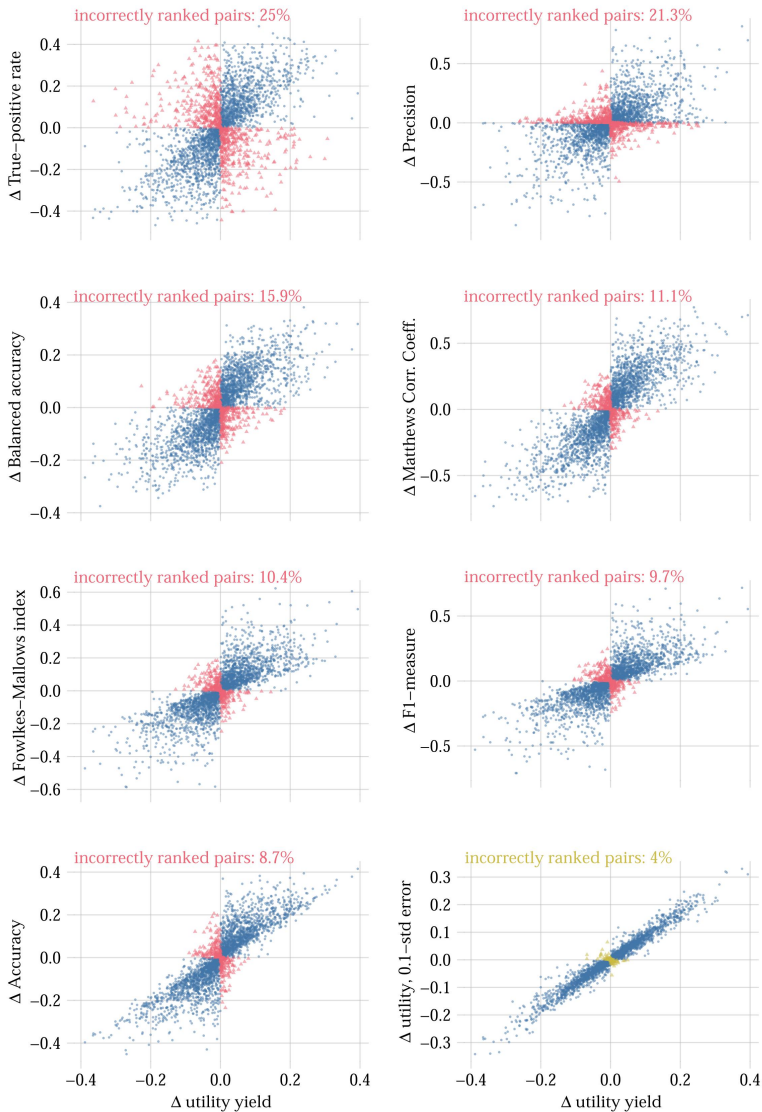 incorrectly ranked pairs: 25%
0.4
0.2
0.0
−0.2
−0.4
Δ True−positive rate
incorrectly ranked pairs: 21.3%
0.5
0.0
−0.5
Δ Precision
incorrectly ranked pairs: 15.9%
0.4
0.2
0.0
−0.2
−0.4
Δ Balanced accuracy
incorrectly ranked pairs: 11.1%
0.5
0.0
−0.5
Δ Matthews Corr. Coeff.
incorrectly ranked pairs: 10.4%
0.6
0.4
0.2
0.0
−0.2
−0.4
−0.6
Δ Fowlkes−Mallows index
incorrectly ranked pairs: 9.7%
0.5
0.0
−0.5
Δ F1−measure
incorrectly ranked pairs: 8.7%
0.4
0.2
0.0
−0.2
−0.4
Δ Accuracy
−0.4 −0.2 0.0 0.2 0.4
Δ utility yield
incorrectly ranked pairs: 4%
0.3
0.2
0.1
0.0
−0.1
−0.2
−0.3
Δ utility, 0.1−std error
−0.4 −0.2 0.0 0.2 0.4
Δ utility yield